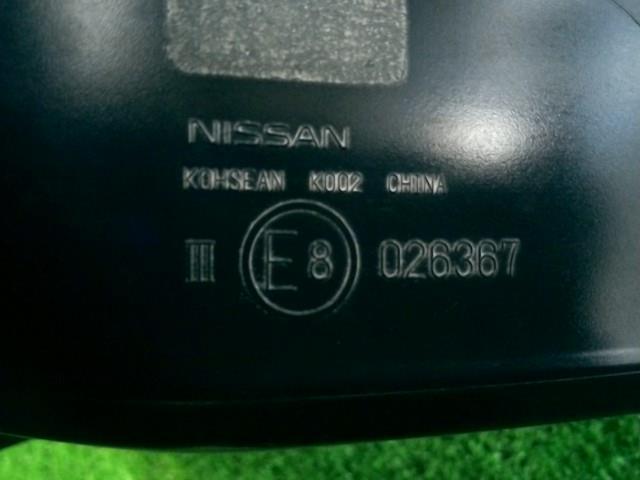 NISSAN
KOHSEAN K002 CHINA
III E8 026367